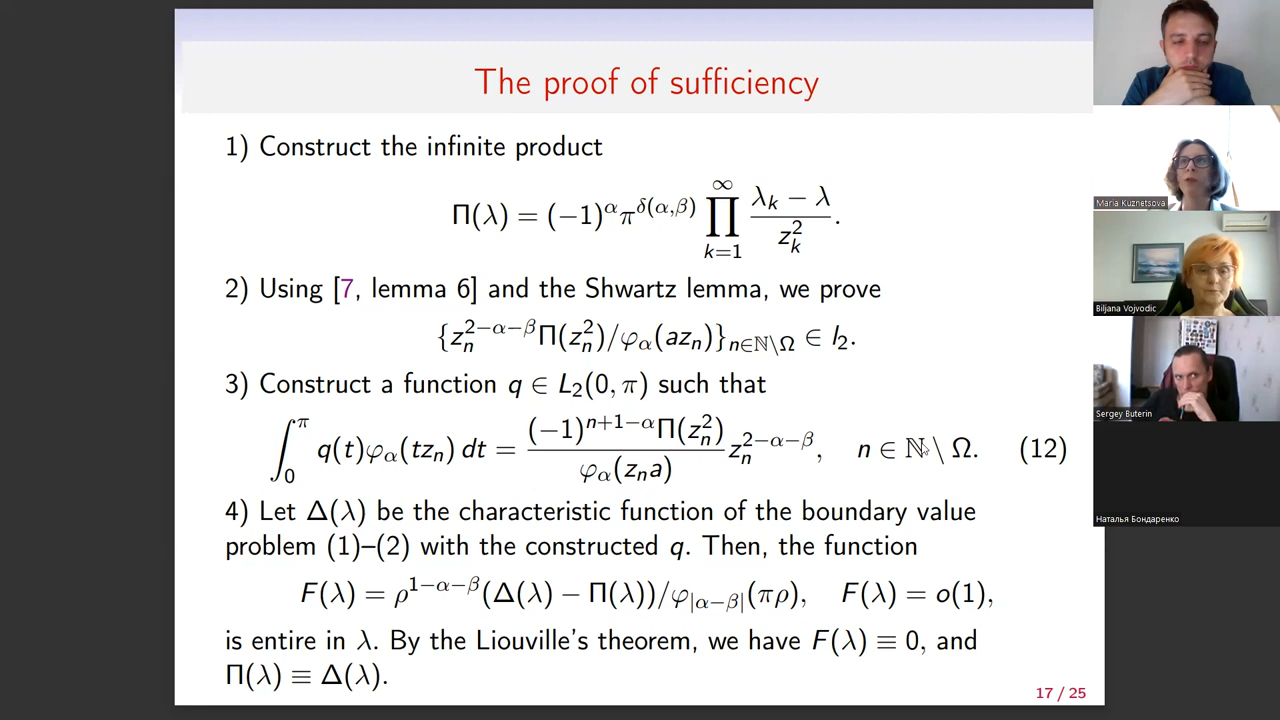 The proof of sufficiency
1) Construct the infinite product
Π(λ) = (−1)^α π^{δ(α,β)} ∏_{k=1}^{∞} (λ_k − λ)/z_k^2.
2) Using [7, lemma 6] and the Shwartz lemma, we prove
{z_n^{2−α−β}Π(z_n^2)/φ_α(az_n)}_{n∈ℕ\Ω} ∈ l_2.
3) Construct a function q ∈ L_2(0, π) such that
∫_0^π q(t)φ_α(tz_n) dt = ((−1)^{n+1−α}Π(z_n^2))/(φ_α(z_n a)) z_n^{2−α−β}, n ∈ ℕ\ Ω. (12)
4) Let Δ(λ) be the characteristic function of the boundary value
problem (1)–(2) with the constructed q. Then, the function
F(λ) = ρ^{1−α−β}(Δ(λ) − Π(λ))/φ_{|α−β|}(πρ), F(λ) = o(1),
is entire in λ. By the Liouville's theorem, we have F(λ) ≡ 0, and
Π(λ) ≡ Δ(λ).
17 / 25
Maria Kuznetsova
Biljana Vojvodic
Sergey Buterin
Наталья Бондаренко